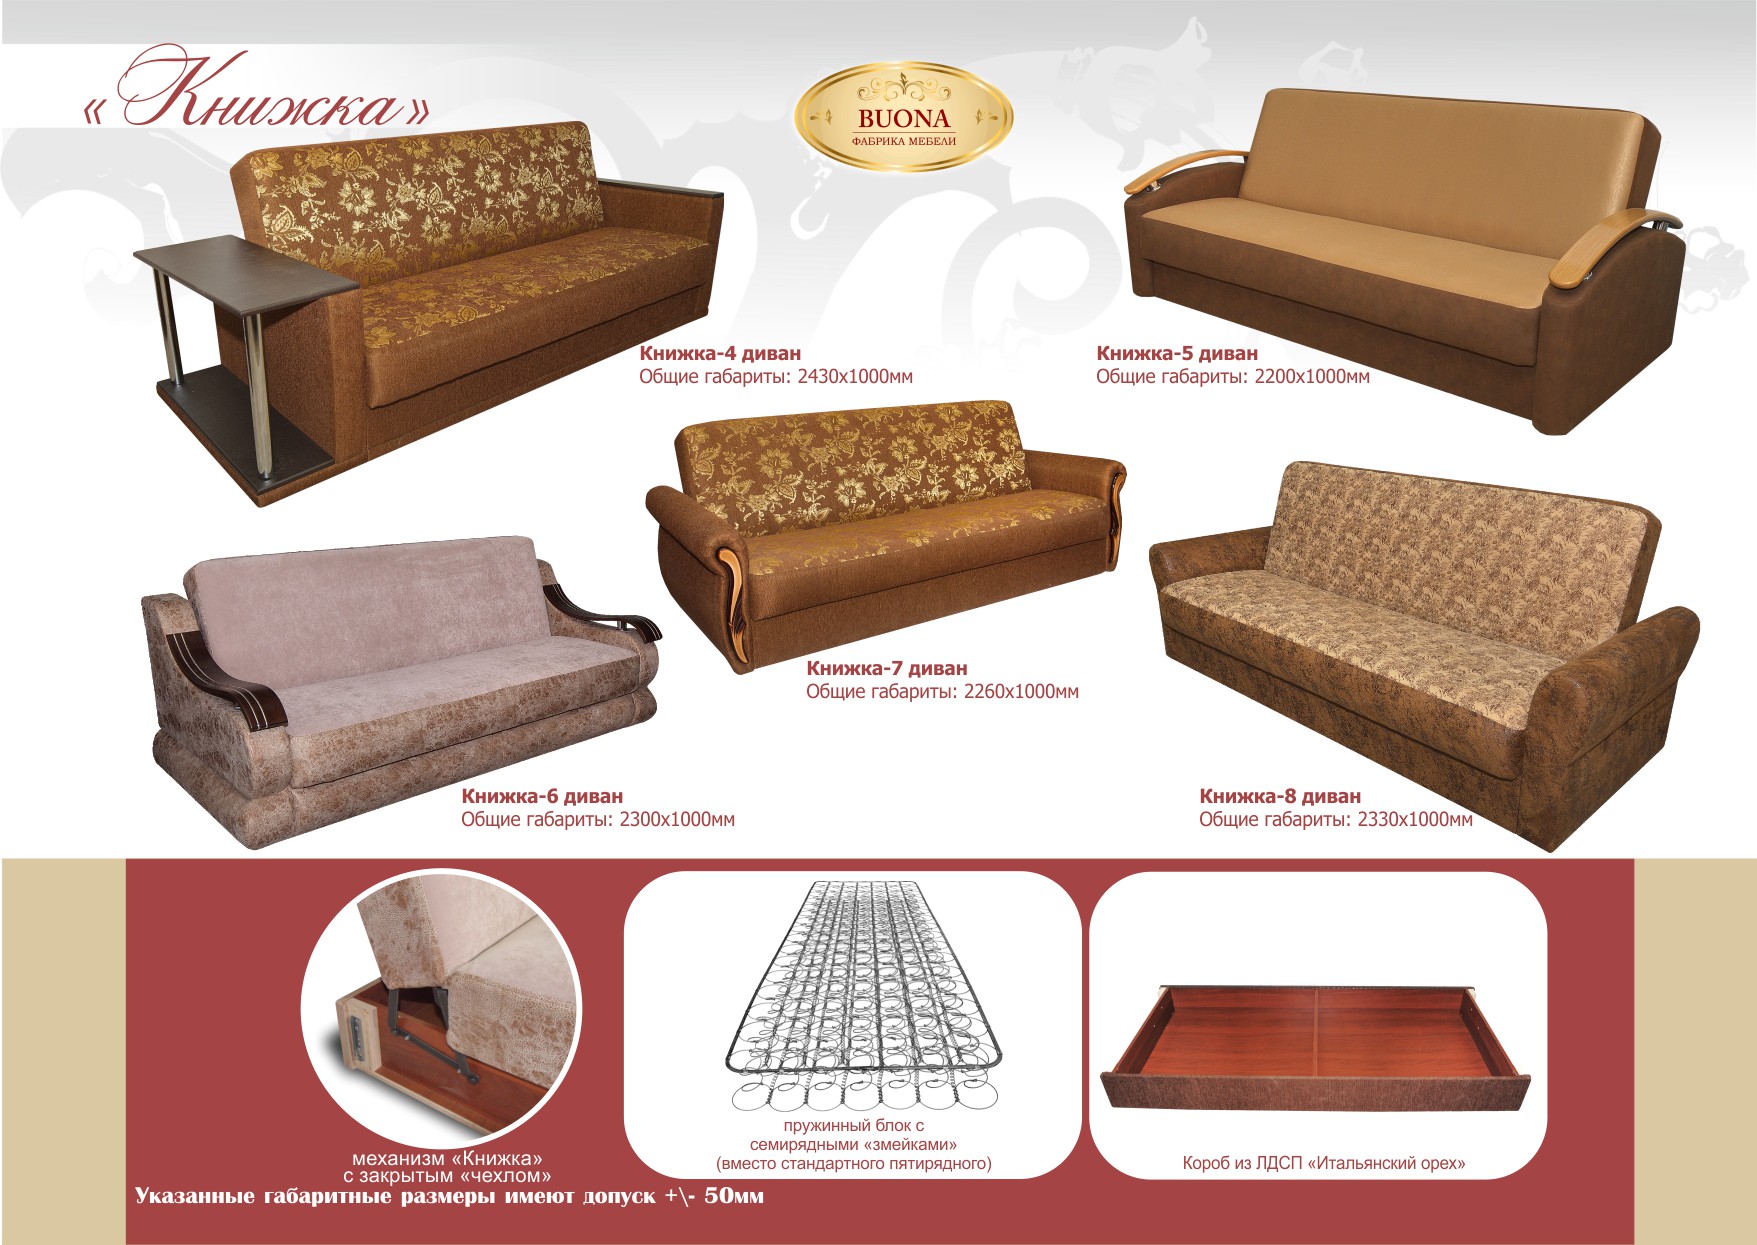 « Книжка »
BUONA
ФАБРИКА МЕБЕЛИ
Книжка-4 диван
Общие габариты: 2430х1000мм
Книжка-5 диван
Общие габариты: 2200х1000мм
Книжка-7 диван
Общие габариты: 2260х1000мм
Книжка-6 диван
Общие габариты: 2300х1000мм
Книжка-8 диван
Общие габариты: 2330х1000мм
механизм «Книжка»
с закрытым «чехлом»
пружинный блок с
семирядными «змейками»
(вместо стандартного пятирядного)
Короб из ЛДСП «Итальянский орех»
Указанные габаритные размеры имеют допуск +\- 50мм